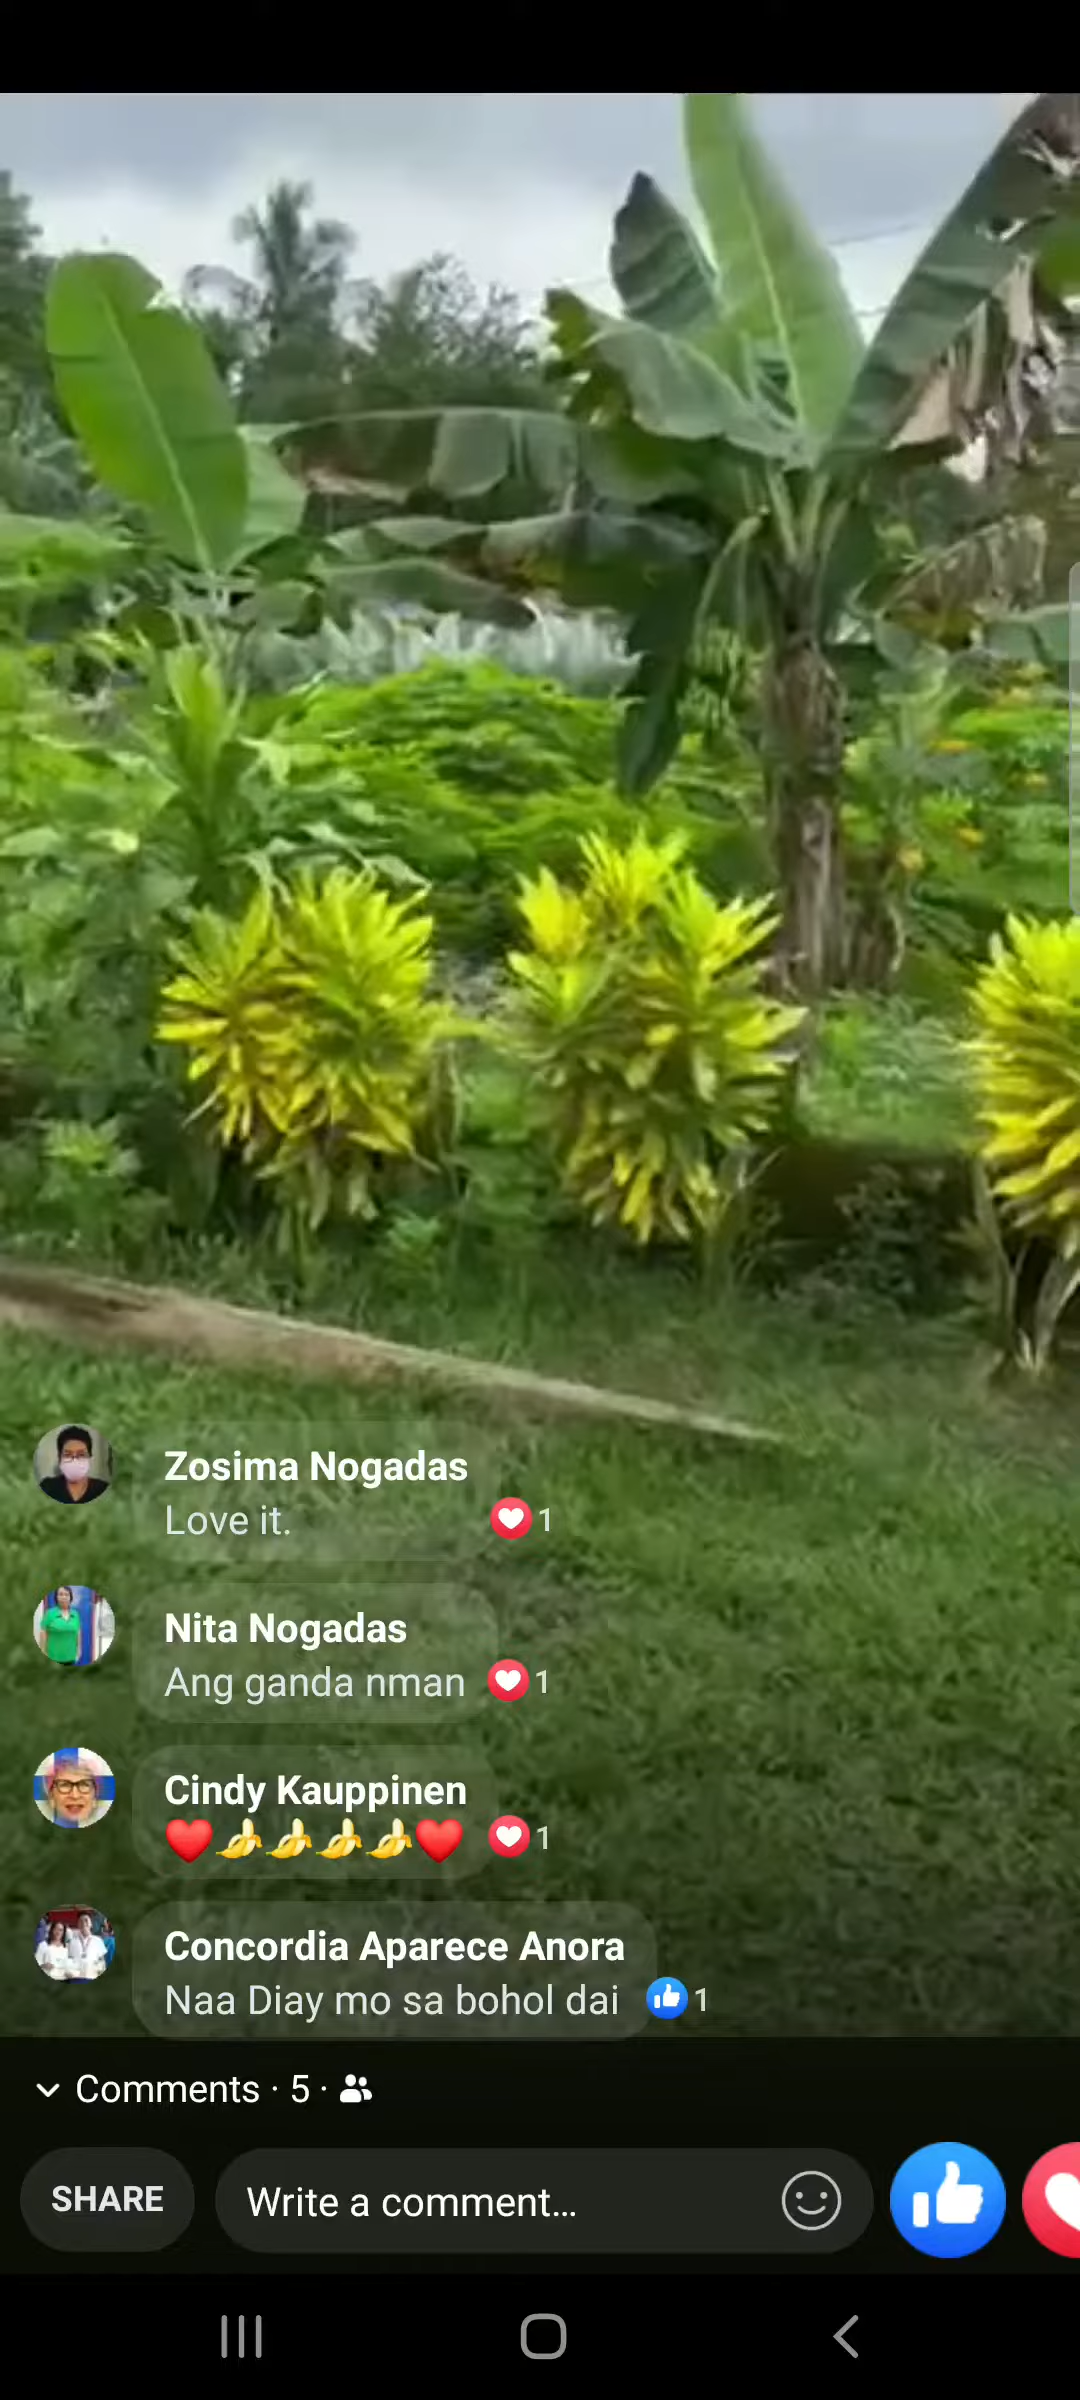 Zosima Nogadas
Love it.
1
Nita Nogadas
Ang ganda nman
1
Cindy Kauppinen
❤️🍌🍌🍌🍌❤️
1
Concordia Aparece Anora
Naa Diay mo sa bohol dai
1
Comments · 5 ·
SHARE
Write a comment...